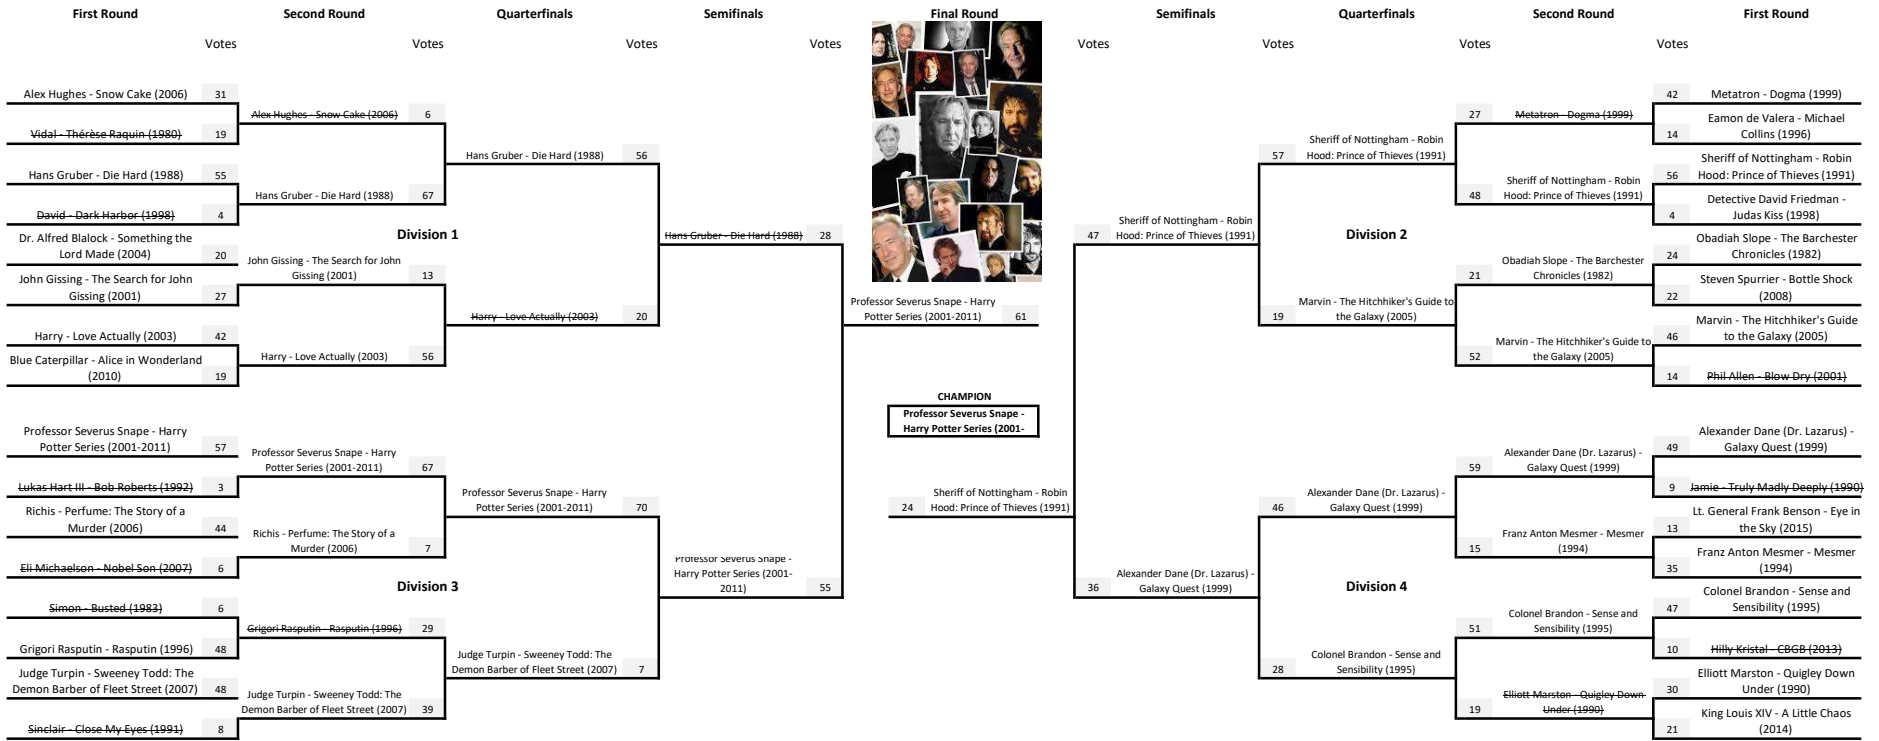 First Round
Second Round
Quarterfinals
Semifinals
Final Round
Semifinals
Quarterfinals
Second Round
First Round
Votes
Votes
Votes
Votes
Votes
Votes
Votes
Votes
Alex Hughes - Snow Cake (2006)
31
Vidal - Thérèse Raquin (1980)
19
Hans Gruber - Die Hard (1988)
55
David - Dark Harbor (1998)
4
Dr. Alfred Blalock - Something the
Lord Made (2004)
20
John Gissing - The Search for John
Gissing (2001)
27
Harry - Love Actually (2003)
42
Blue Caterpillar - Alice in Wonderland
(2010)
19
Alex Hughes - Snow Cake (2006)
6
Hans Gruber - Die Hard (1988)
67
Division 1
John Gissing - The Search for John
Gissing (2001)
13
Harry - Love Actually (2003)
56
Hans Gruber - Die Hard (1988)
56
Harry - Love Actually (2003)
20
Hans Gruber - Die Hard (1988)
28
Professor Severus Snape - Harry
Potter Series (2001-2011)
57
Lukas Hart III - Bob Roberts (1992)
3
Richis - Perfume: The Story of a
Murder (2006)
44
Eli Michaelson - Nobel Son (2007)
6
Simon - Busted (1983)
6
Grigori Rasputin - Rasputin (1996)
48
Judge Turpin - Sweeney Todd: The
Demon Barber of Fleet Street (2007)
48
Sinclair - Close My Eyes (1991)
8
Professor Severus Snape - Harry
Potter Series (2001-2011)
67
Richis - Perfume: The Story of a
Murder (2006)
7
Division 3
Grigori Rasputin - Rasputin (1996)
29
Judge Turpin - Sweeney Todd: The
Demon Barber of Fleet Street (2007)
39
Professor Severus Snape - Harry
Potter Series (2001-2011)
70
Judge Turpin - Sweeney Todd: The
Demon Barber of Fleet Street (2007)
7
Professor Severus Snape -
Harry Potter Series (2001-
2011)
55
Professor Severus Snape - Harry
Potter Series (2001-2011)
61
CHAMPION
Professor Severus Snape -
Harry Potter Series (2001-
24
Sheriff of Nottingham - Robin
Hood: Prince of Thieves (1991)
47
Sheriff of Nottingham - Robin
Hood: Prince of Thieves (1991)
36
Alexander Dane (Dr. Lazarus) -
Galaxy Quest (1999)
57
Sheriff of Nottingham - Robin
Hood: Prince of Thieves (1991)
19
Marvin - The Hitchhiker's Guide to
the Galaxy (2005)
Division 2
27
Metatron - Dogma (1999)
48
Sheriff of Nottingham - Robin
Hood: Prince of Thieves (1991)
21
Obadiah Slope - The Barchester
Chronicles (1982)
52
Marvin - The Hitchhiker's Guide to
the Galaxy (2005)
42
Metatron - Dogma (1999)
14
Eamon de Valera - Michael
Collins (1996)
56
Sheriff of Nottingham - Robin
Hood: Prince of Thieves (1991)
4
Detective David Friedman -
Judas Kiss (1998)
24
Obadiah Slope - The Barchester
Chronicles (1982)
22
Steven Spurrier - Bottle Shock
(2008)
46
Marvin - The Hitchhiker's Guide
to the Galaxy (2005)
14
Phil Allen - Blow Dry (2001)
46
Alexander Dane (Dr. Lazarus) -
Galaxy Quest (1999)
28
Colonel Brandon - Sense and
Sensibility (1995)
Division 4
59
Alexander Dane (Dr. Lazarus) -
Galaxy Quest (1999)
15
Franz Anton Mesmer - Mesmer
(1994)
51
Colonel Brandon - Sense and
Sensibility (1995)
19
Elliott Marston - Quigley Down
Under (1990)
49
Alexander Dane (Dr. Lazarus) -
Galaxy Quest (1999)
9
Jamie - Truly Madly Deeply (1990)
13
Lt. General Frank Benson - Eye in
the Sky (2015)
35
Franz Anton Mesmer - Mesmer
(1994)
47
Colonel Brandon - Sense and
Sensibility (1995)
10
Hilly Kristal - CBGB (2013)
30
Elliott Marston - Quigley Down
Under (1990)
21
King Louis XIV - A Little Chaos
(2014)